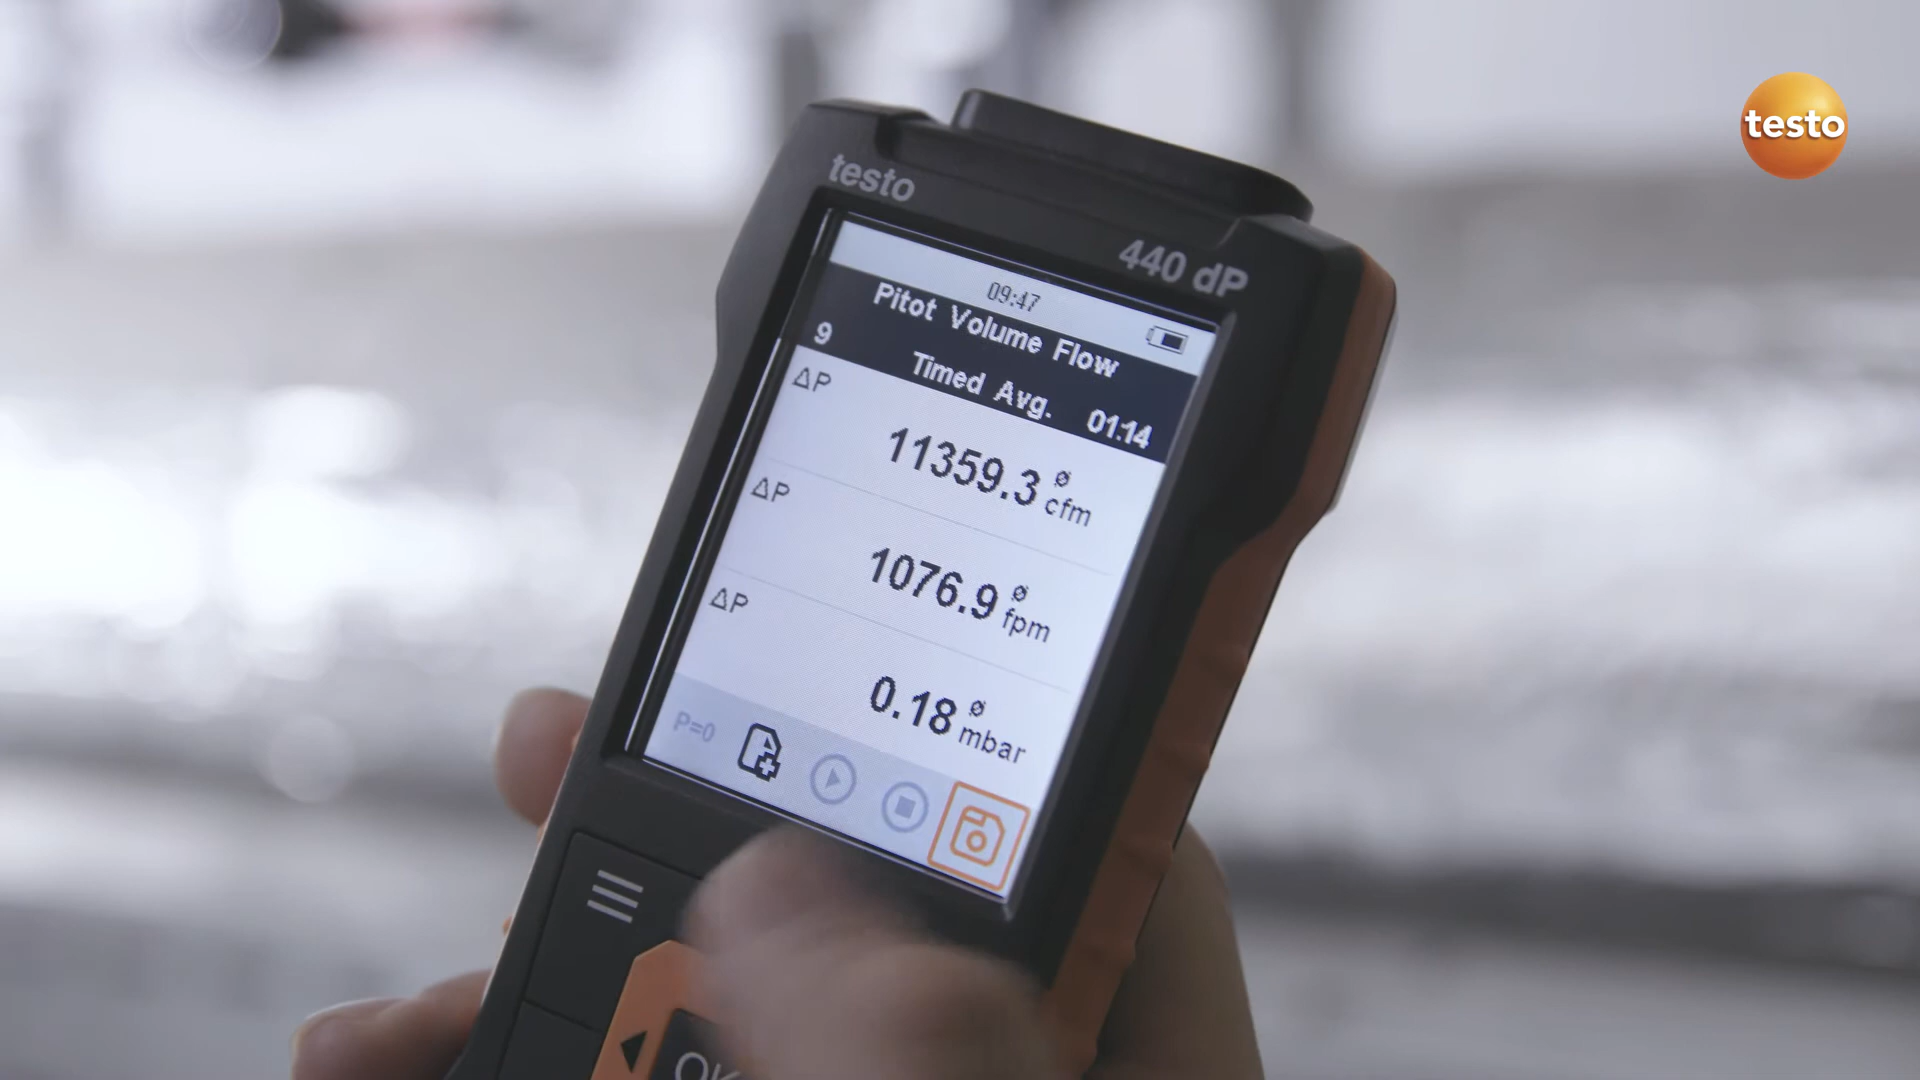 testo
testo
440 dP
09:47
Pitot Volume Flow
9 Timed Avg. 01:14
ΔP
11359.3 ø cfm
ΔP
1076.9 ø fpm
ΔP
0.18 ø mbar
P=0
OK